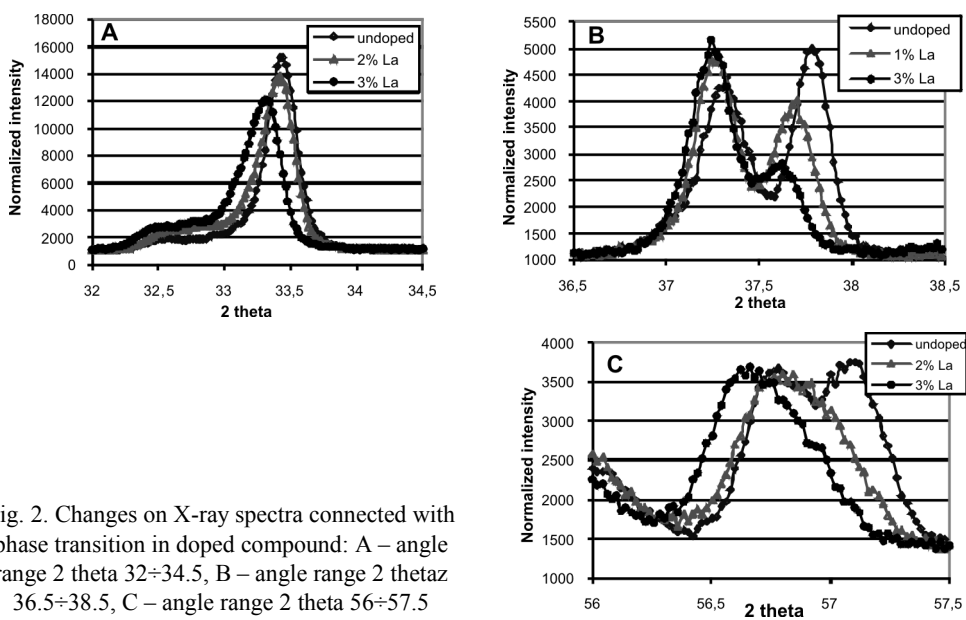 A
Normalized intensity
18000
16000
14000
12000
10000
8000
6000
4000
2000
0
32
32,5
33
33,5
34
34,5
2 theta
undoped
2% La
3% La
B
Normalized intensity
5500
5000
4500
4000
3500
3000
2500
2000
1500
1000
36,5
37
37,5
38
38,5
2 theta
undoped
1% La
3% La
C
Normalized intensity
4000
3500
3000
2500
2000
1500
1000
56
56,5
57
57,5
2 theta
undoped
2% La
3% La
ig. 2. Changes on X-ray spectra connected with
phase transition in doped compound: A – angle
range 2 theta 32÷34.5, B – angle range 2 thetaz
36.5÷38.5, C – angle range 2 theta 56÷57.5